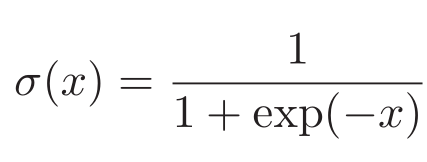 σ(x) = 1 / (1 + exp(−x))